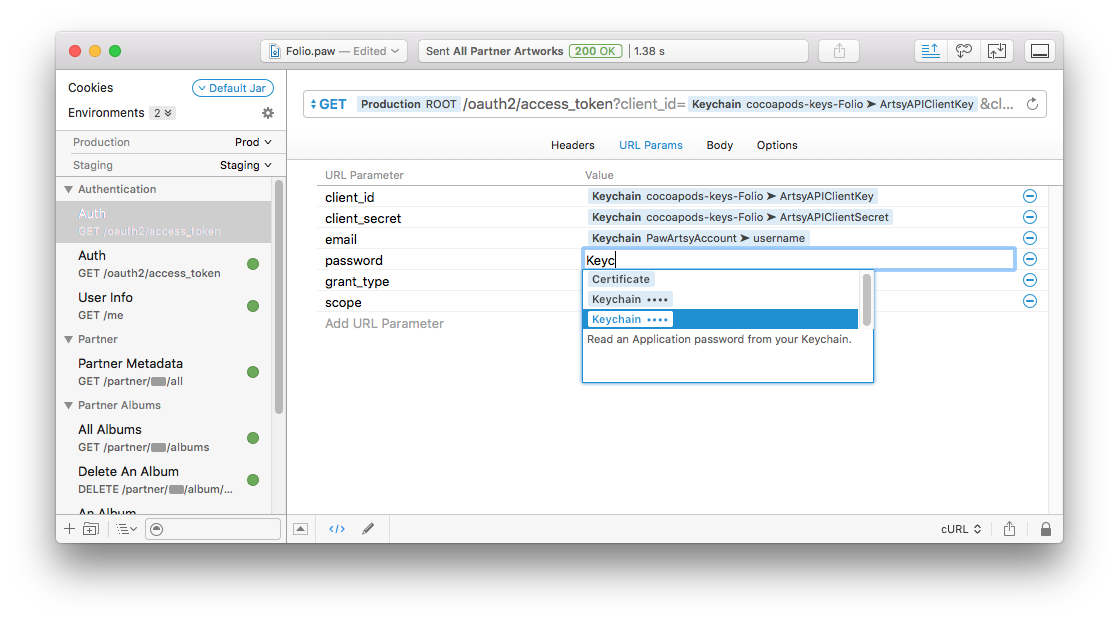 Folio.paw — Edited
Sent All Partner Artworks 200 OK | 1.38 s
Cookies
Default Jar
Environments 2
Production Prod
Staging Staging
Authentication
Auth
GET /oauth2/access_token
Auth
GET /oauth2/access_token
User Info
GET /me
Partner
Partner Metadata
GET /partner/ /all
Partner Albums
All Albums
GET /partner/ /albums
Delete An Album
DELETE /partner/ /album/...
An Album
GET Production ROOT /oauth2/access_token?client_id= Keychain cocoapods-keys-Folio ➤ ArtsyAPIClientKey &cl...
Headers URL Params Body Options
URL Parameter Value
client_id Keychain cocoapods-keys-Folio ➤ ArtsyAPIClientKey
client_secret Keychain cocoapods-keys-Folio ➤ ArtsyAPIClientSecret
email Keychain PawArtsyAccount ➤ username
password Keyc
grant_type Certificate
scope Keychain ••••
Keychain ••••
Add URL Parameter
Read an Application password from your Keychain.
</> cURL